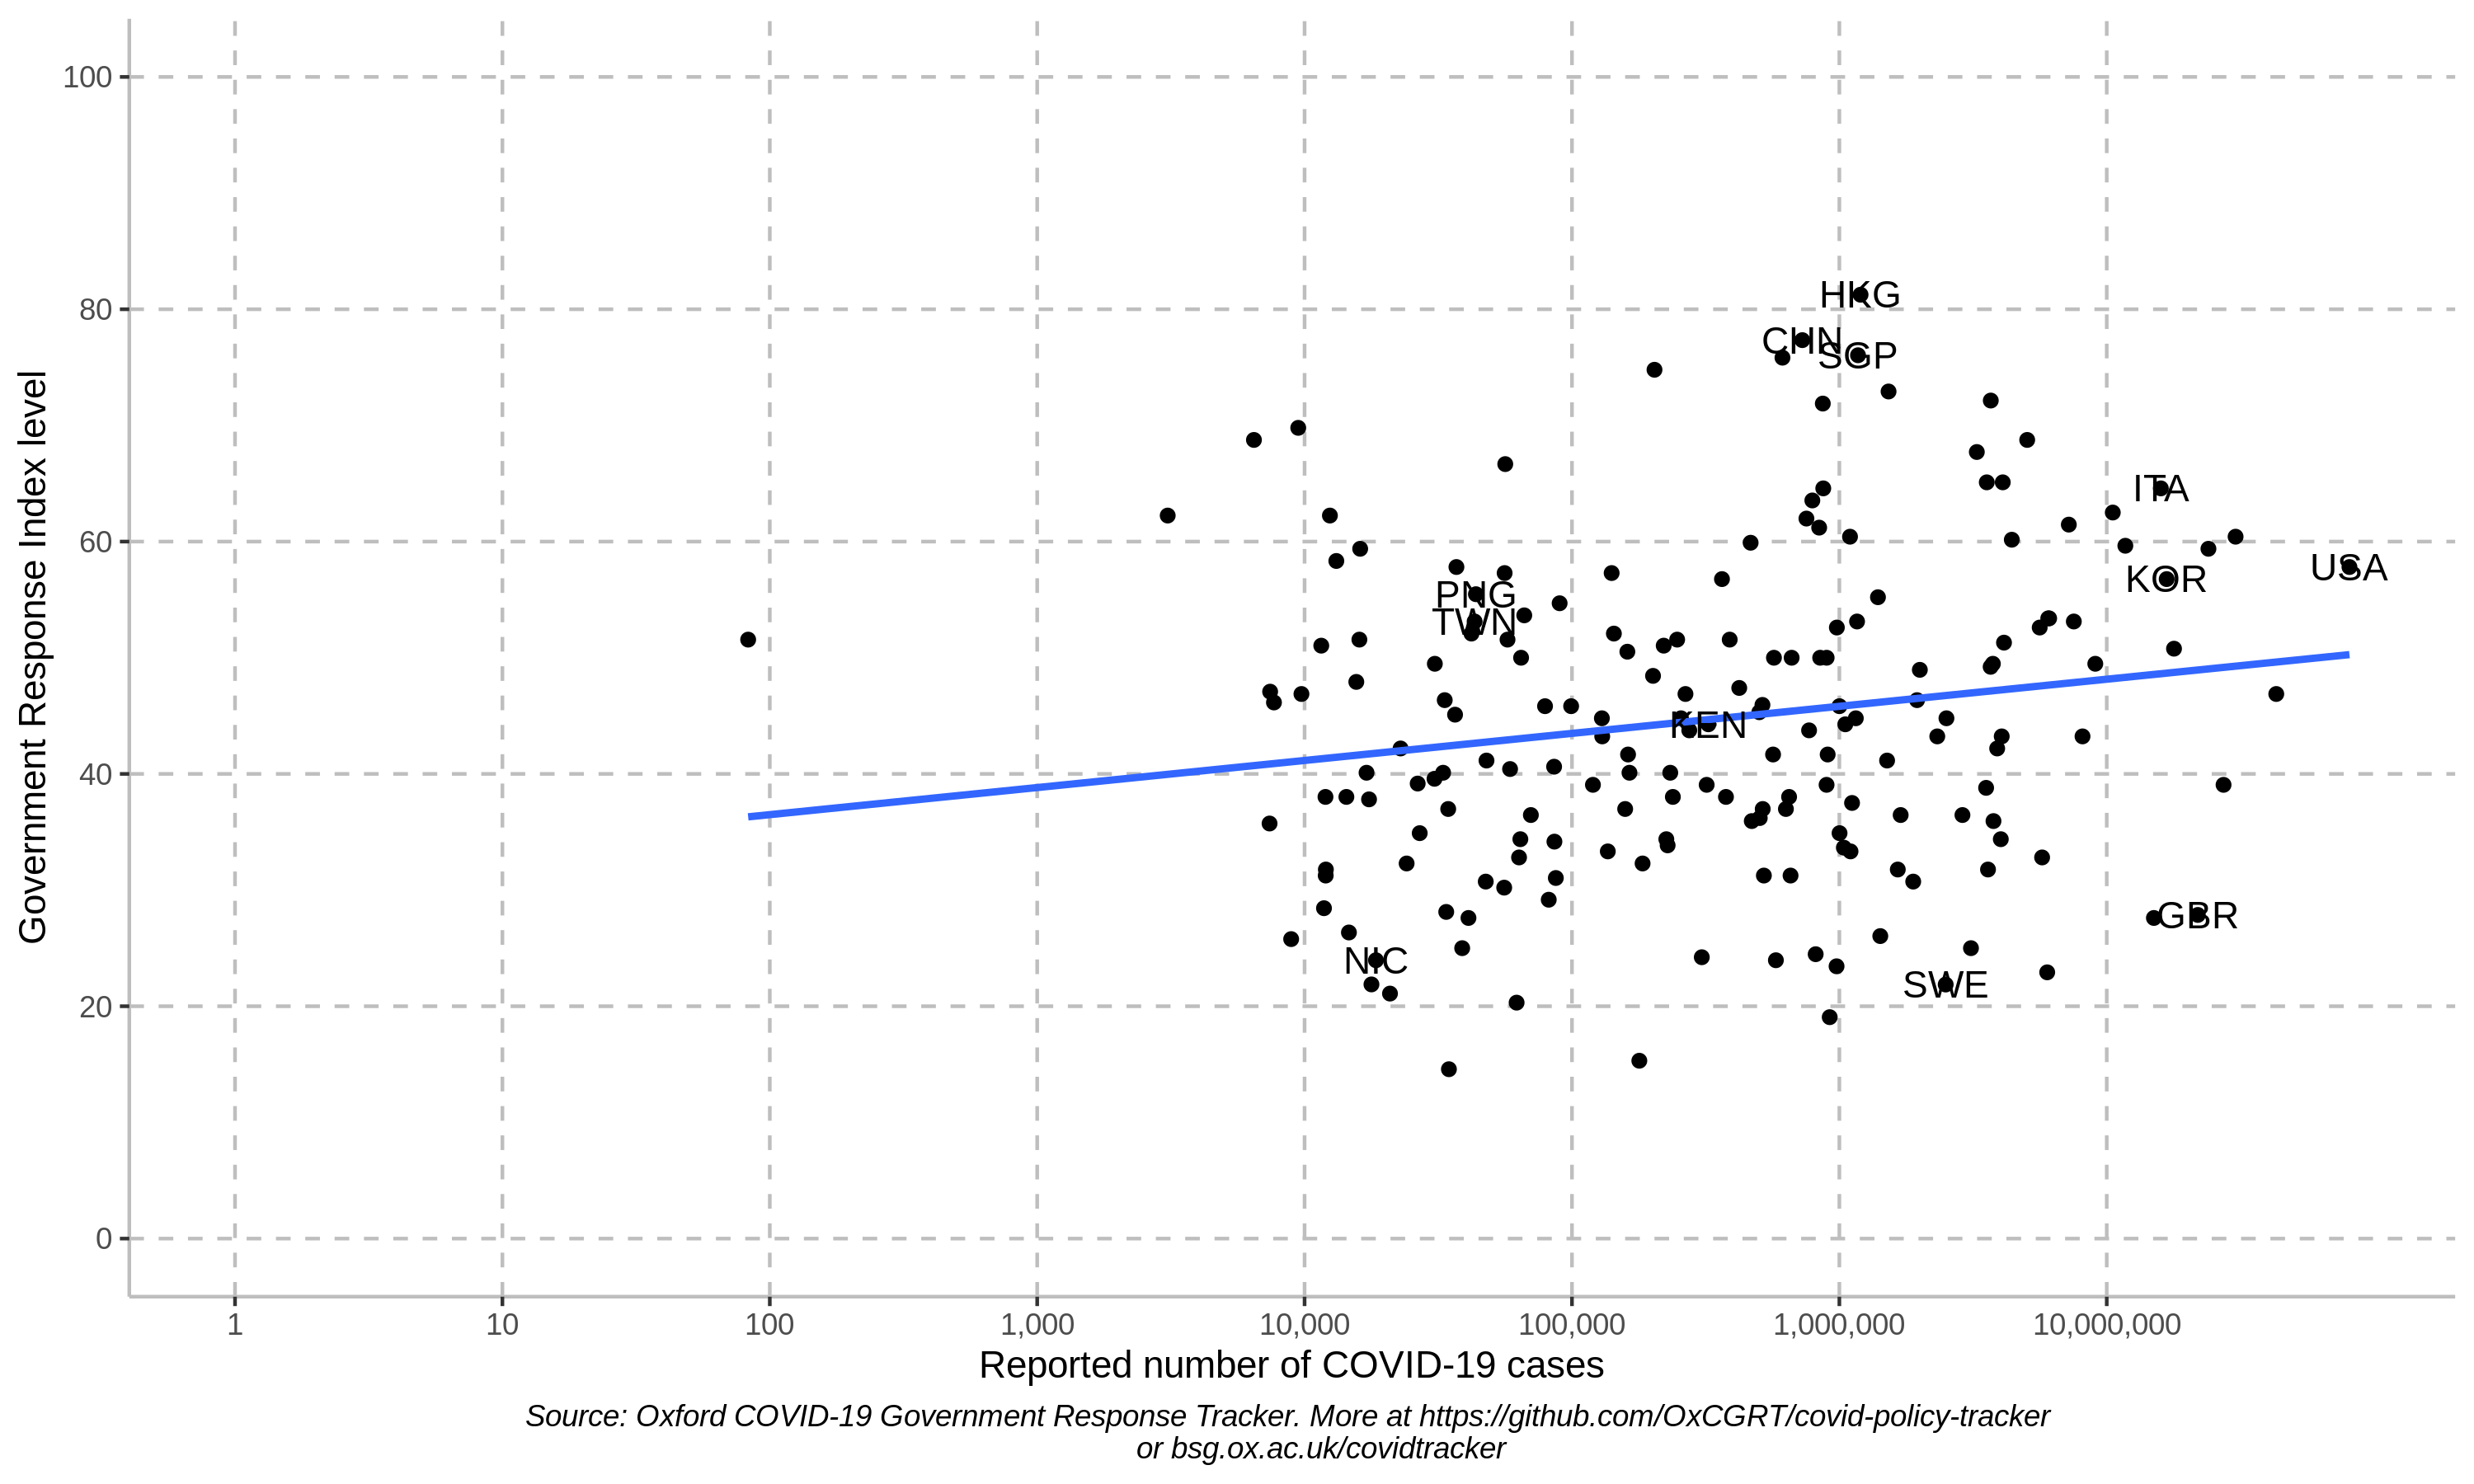 100
80
60
40
20
0
Government Response Index level
HKG
CHN
SGP
ITA
USA
KOR
PNG
TWN
KEN
GBR
NIC
SWE
1 10 100 1,000 10,000 100,000 1,000,000 10,000,000
Reported number of COVID-19 cases
Source: Oxford COVID-19 Government Response Tracker. More at https://github.com/OxCGRT/covid-policy-tracker
or bsg.ox.ac.uk/covidtracker